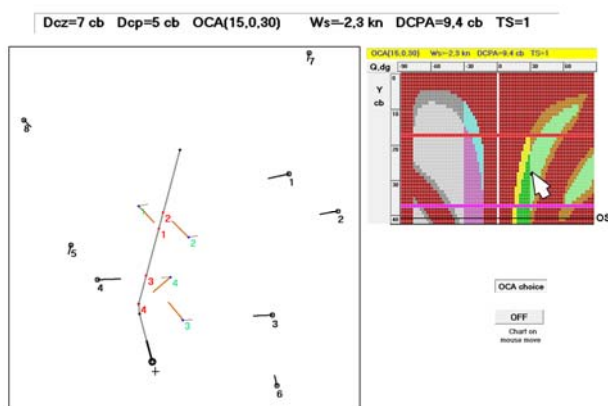 Dcz=7 cb Dcp=5 cb OCA(15,0,30) Ws=-2,3 kn DCPA=9,4 cb TS=1
7
8
1
2
5
4
3
6
2
1
3
4
1
2
4
3
OCA(15,0,30) Ws=-2,3 kn DCPA=9,4 cb TS=1
Q,dg -90 -60 -30 0 30 60
Y
cb
0
10
20
30
40
OS
OCA choice
OFF
Chart on
mouse move